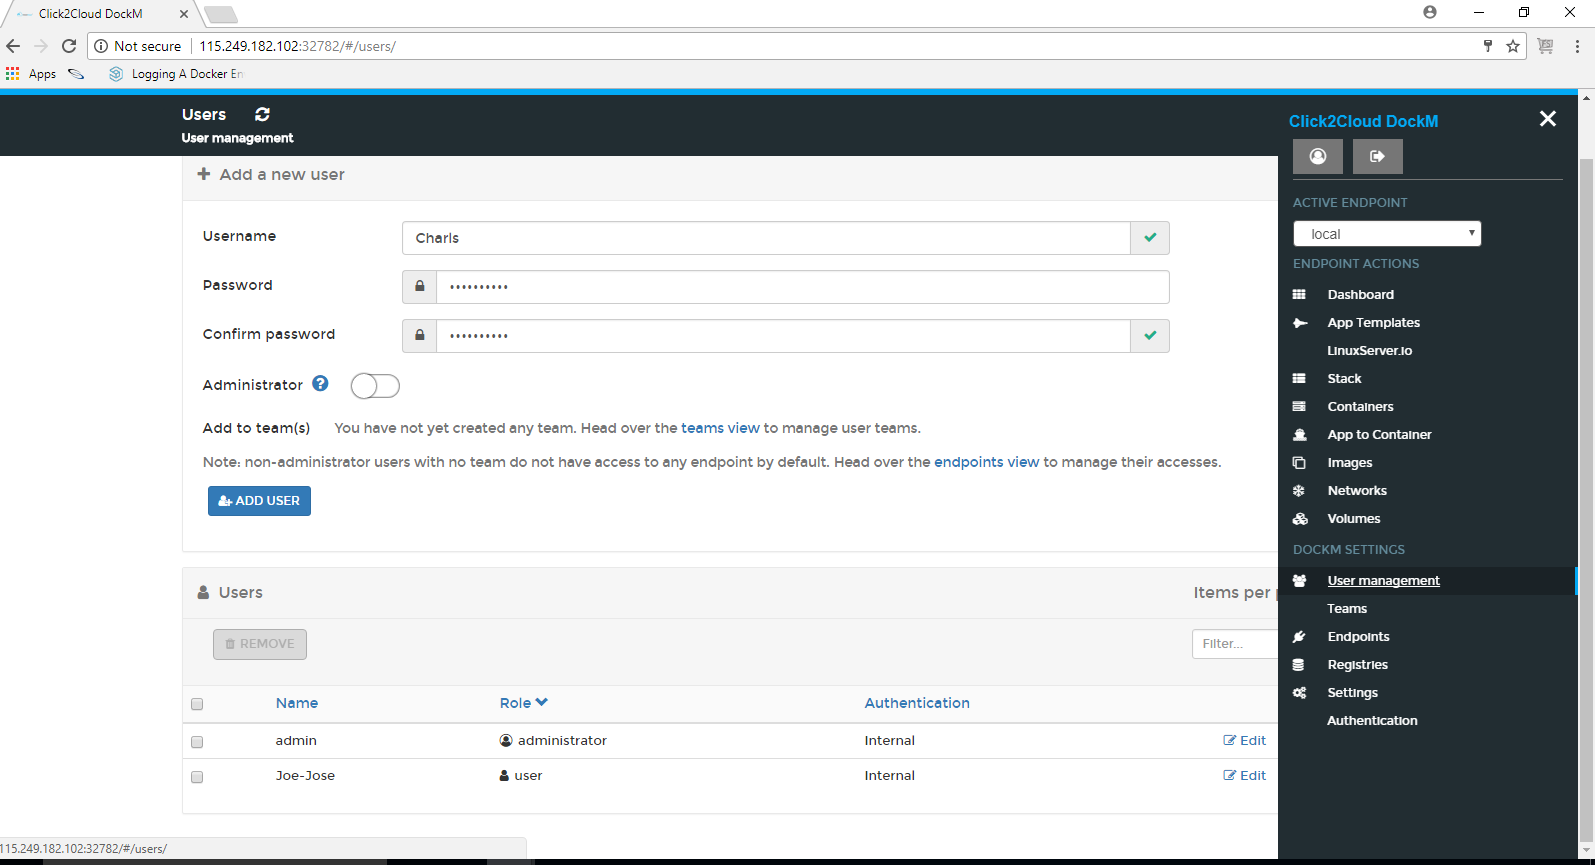 Click2Cloud DockM
Not secure
115.249.182.102:32782/#/users/
Apps
Logging A Docker En
Users
User management
Add a new user
Username
Charls
Password
••••••••••
Confirm password
••••••••••
Administrator
Add to team(s)
You have not yet created any team. Head over the teams view to manage user teams.
Note: non-administrator users with no team do not have access to any endpoint by default. Head over the endpoints view to manage their accesses.
ADD USER
Users
Items per
REMOVE
Filter...
Name Role Authentication
admin administrator Internal Edit
Joe-Jose user Internal Edit
115.249.182.102:32782/#/users/
Click2Cloud DockM
ACTIVE ENDPOINT
local
ENDPOINT ACTIONS
Dashboard
App Templates
LinuxServer.io
Stack
Containers
App to Container
Images
Networks
Volumes
DOCKM SETTINGS
User management
Teams
Endpoints
Registries
Settings
Authentication